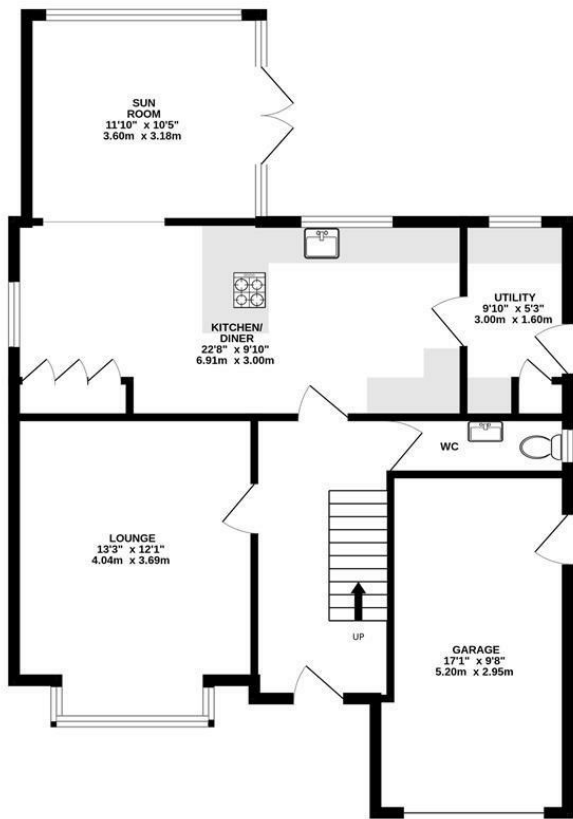 SUN
ROOM
11'10" x 10'5"
3.60m x 3.18m
UTILITY
9'10" x 5'3"
3.00m x 1.60m
KITCHEN/
DINER
22'8" x 9'10"
6.91m x 3.00m
WC
LOUNGE
13'3" x 12'1"
4.04m x 3.69m
UP
GARAGE
17'1" x 9'8"
5.20m x 2.95m